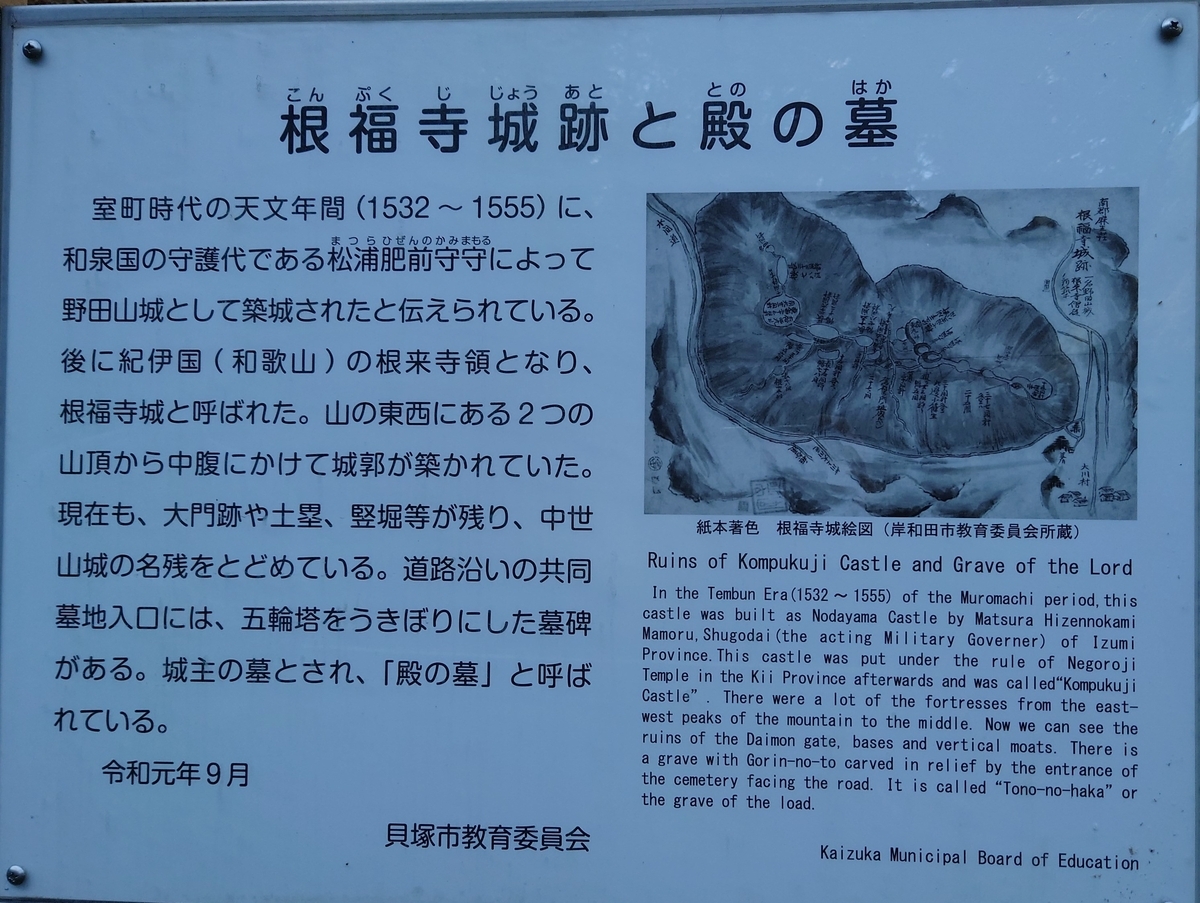 こんぷくじじょうあと とのはか
根福寺城跡と殿の墓
室町時代の天文年間(1532～1555)に、
まつらひぜんのかみまもる
和泉国の守護代である松浦肥前守守によって
野田山城として築城されたと伝えられている。
後に紀伊国(和歌山)の根来寺領となり、
根福寺城と呼ばれた。山の東西にある2つの
山頂から中腹にかけて城郭が築かれていた。
現在も、大門跡や土塁、竪堀等が残り、中世
山城の名残をとどめている。道路沿いの共同
墓地入口には、五輪塔をうきぼりにした墓碑
がある。城主の墓とされ、「殿の墓」と呼ば
れている。
令和元年9月
貝塚市教育委員会
根福寺城跡
大川村
紙本著色 根福寺城絵図(岸和田市教育委員会所蔵)
Ruins of Kompukuji Castle and Grave of the Lord
In the Tembun Era(1532～1555) of the Muromachi period,this
castle was built as Nodayama Castle by Matsura Hizennokami
Mamoru,Shugodai(the acting Military Governer) of Izumi
Province.This castle was put under the rule of Negoroji
Temple in the Kii Province afterwards and was called“Kompukuji
Castle”. There were a lot of the fortresses from the east-
west peaks of the mountain to the middle. Now we can see the
ruins of the Daimon gate, bases and vertical moats. There is
a grave with Gorin-no-to carved in relief by the entrance of
the cemetery facing the road. It is called “Tono-no-haka” or
the grave of the load.
Kaizuka Municipal Board of Education